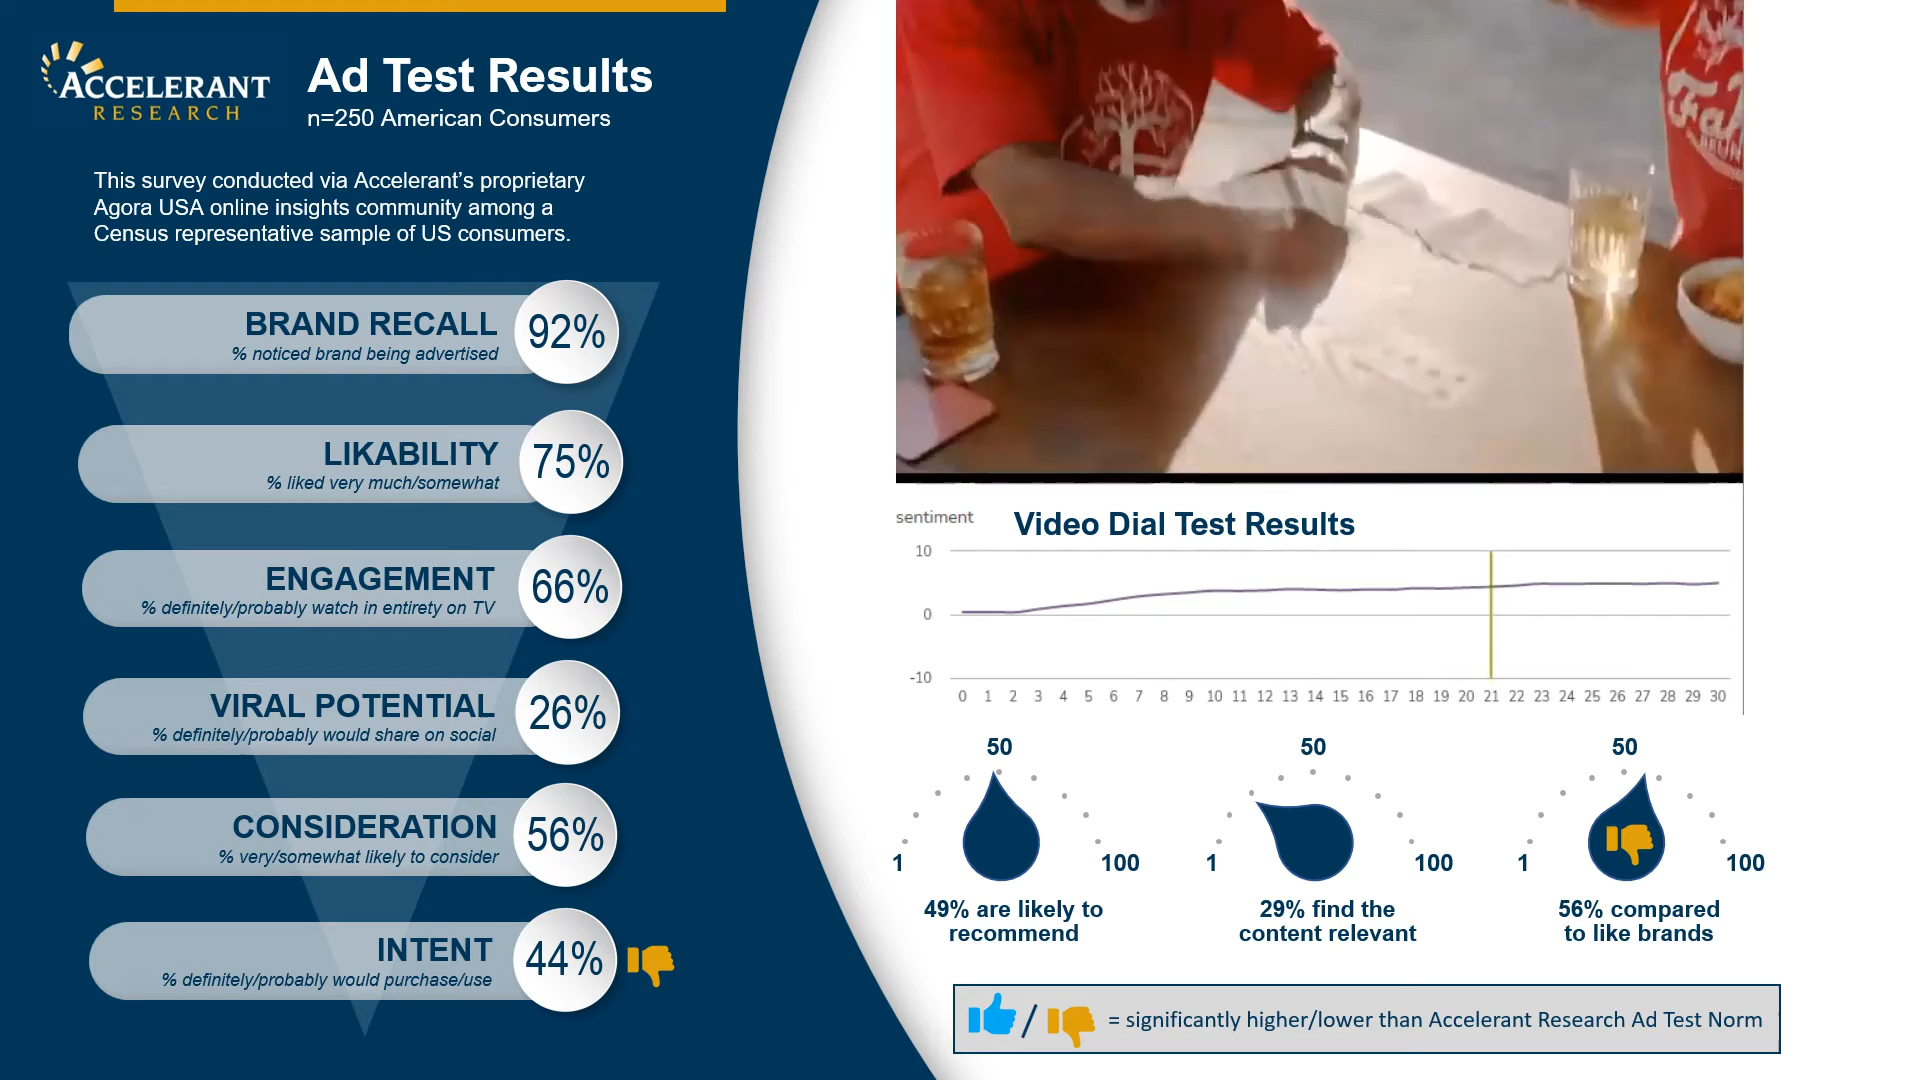 ACCELERANT
RESEARCH
Ad Test Results
n=250 American Consumers
This survey conducted via Accelerant’s proprietary
Agora USA online insights community among a
Census representative sample of US consumers.
BRAND RECALL
% noticed brand being advertised
92%
LIKABILITY
% liked very much/somewhat
75%
ENGAGEMENT
% definitely/probably watch in entirety on TV
66%
VIRAL POTENTIAL
% definitely/probably would share on social
26%
CONSIDERATION
% very/somewhat likely to consider
56%
INTENT
% definitely/probably would purchase/use
44%
sentiment
Video Dial Test Results
10
0
-10
0 1 2 3 4 5 6 7 8 9 10 11 12 13 14 15 16 17 18 19 20 21 22 23 24 25 26 27 28 29 30
50
1
100
49% are likely to
recommend
50
1
100
29% find the
content relevant
50
1
100
56% compared
to like brands
/ = significantly higher/lower than Accelerant Research Ad Test Norm